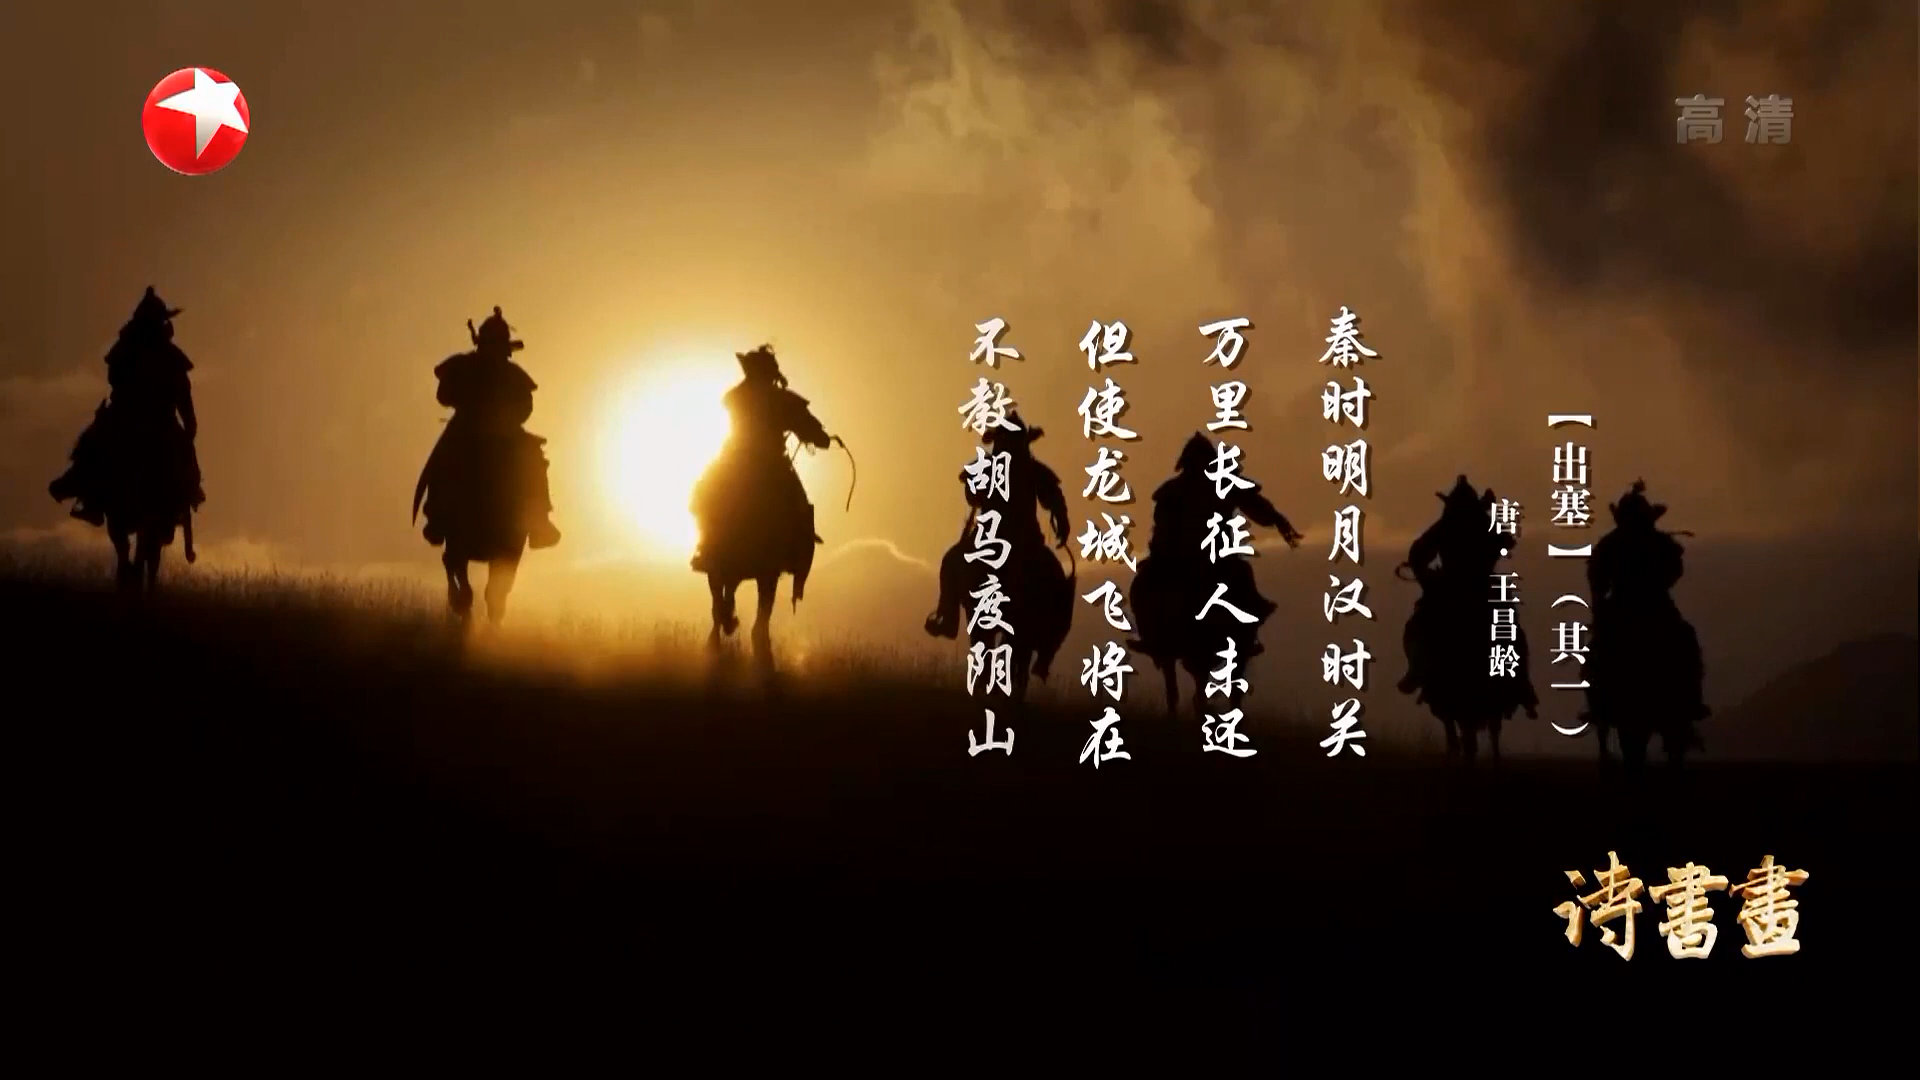 高清
【出塞】（其一）
唐·王昌龄
秦时明月汉时关
万里长征人未还
但使龙城飞将在
不教胡马度阴山
诗書畫